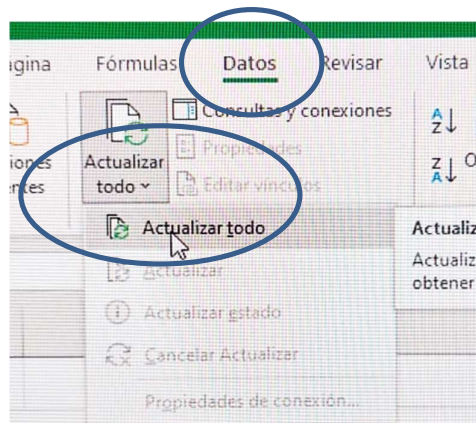 ágina Fórmulas Datos Revisar Vista
Actualizar todo
Consultas y conexiones
Propiedades
Editar vínculos
Actualizar todo
Actualizar
Actualizar estado
Cancelar Actualizar
Propiedades de conexión...
iones
entes
A
Z
Z
A
O
Actualiz
Actualiz
obtener